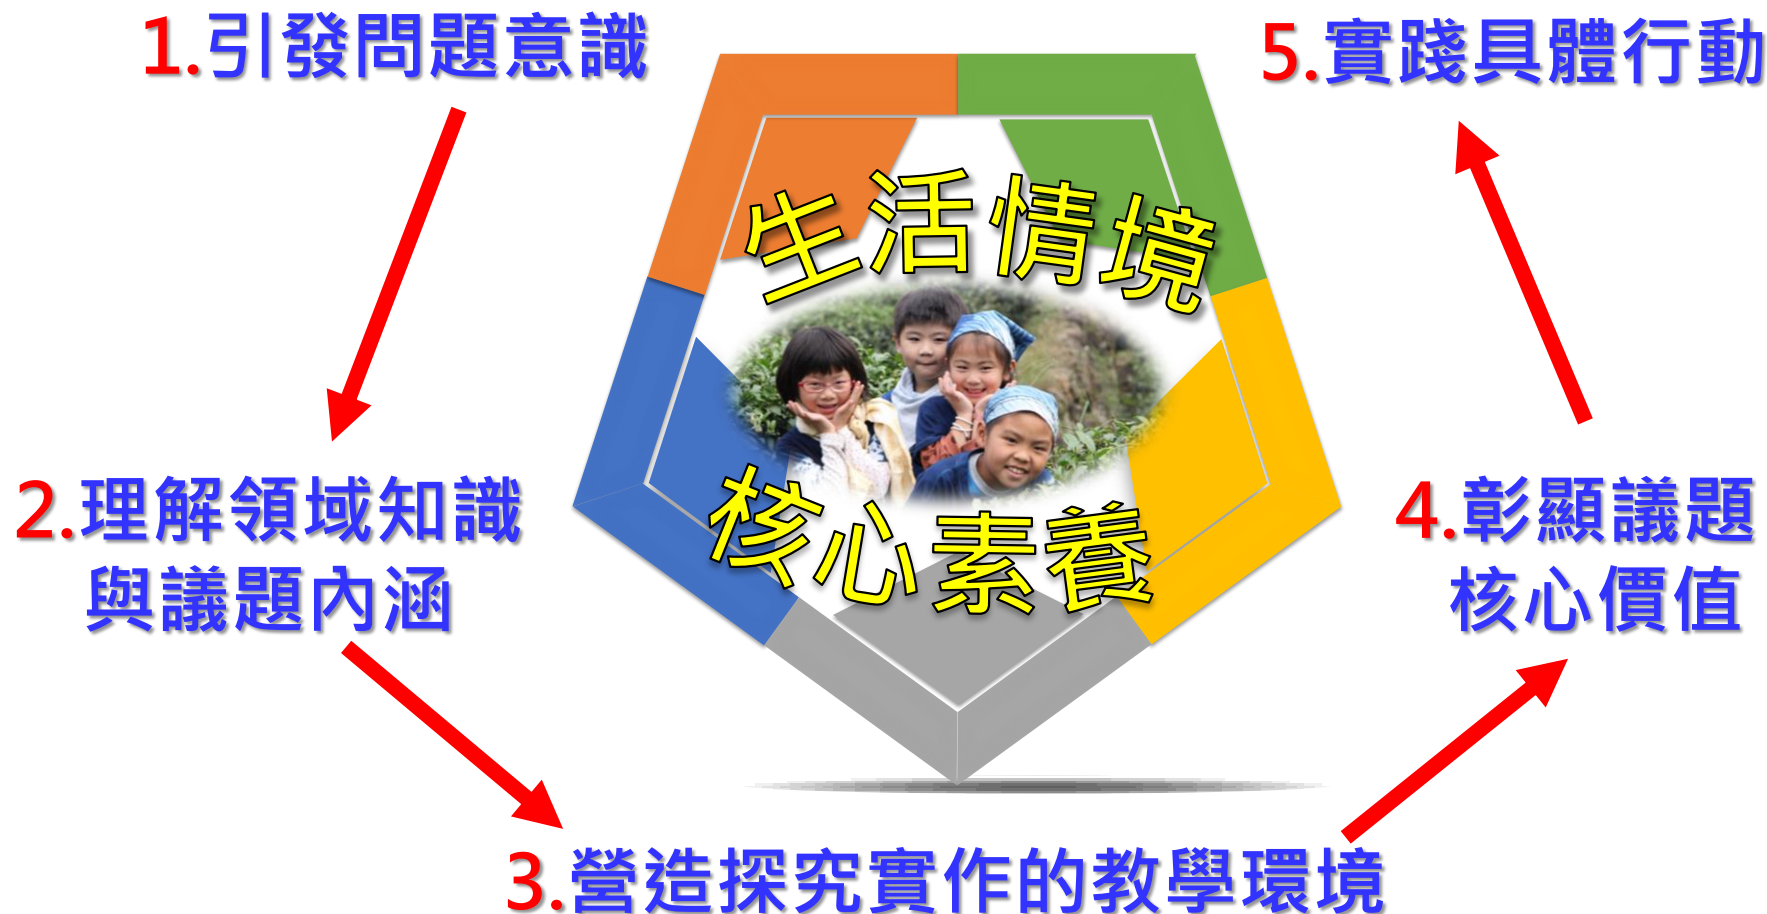 1.引發問題意識
2.理解領域知識
與議題內涵
3.營造探究實作的教學環境
4.彰顯議題
核心價值
5.實踐具體行動
生活情境
核心素養